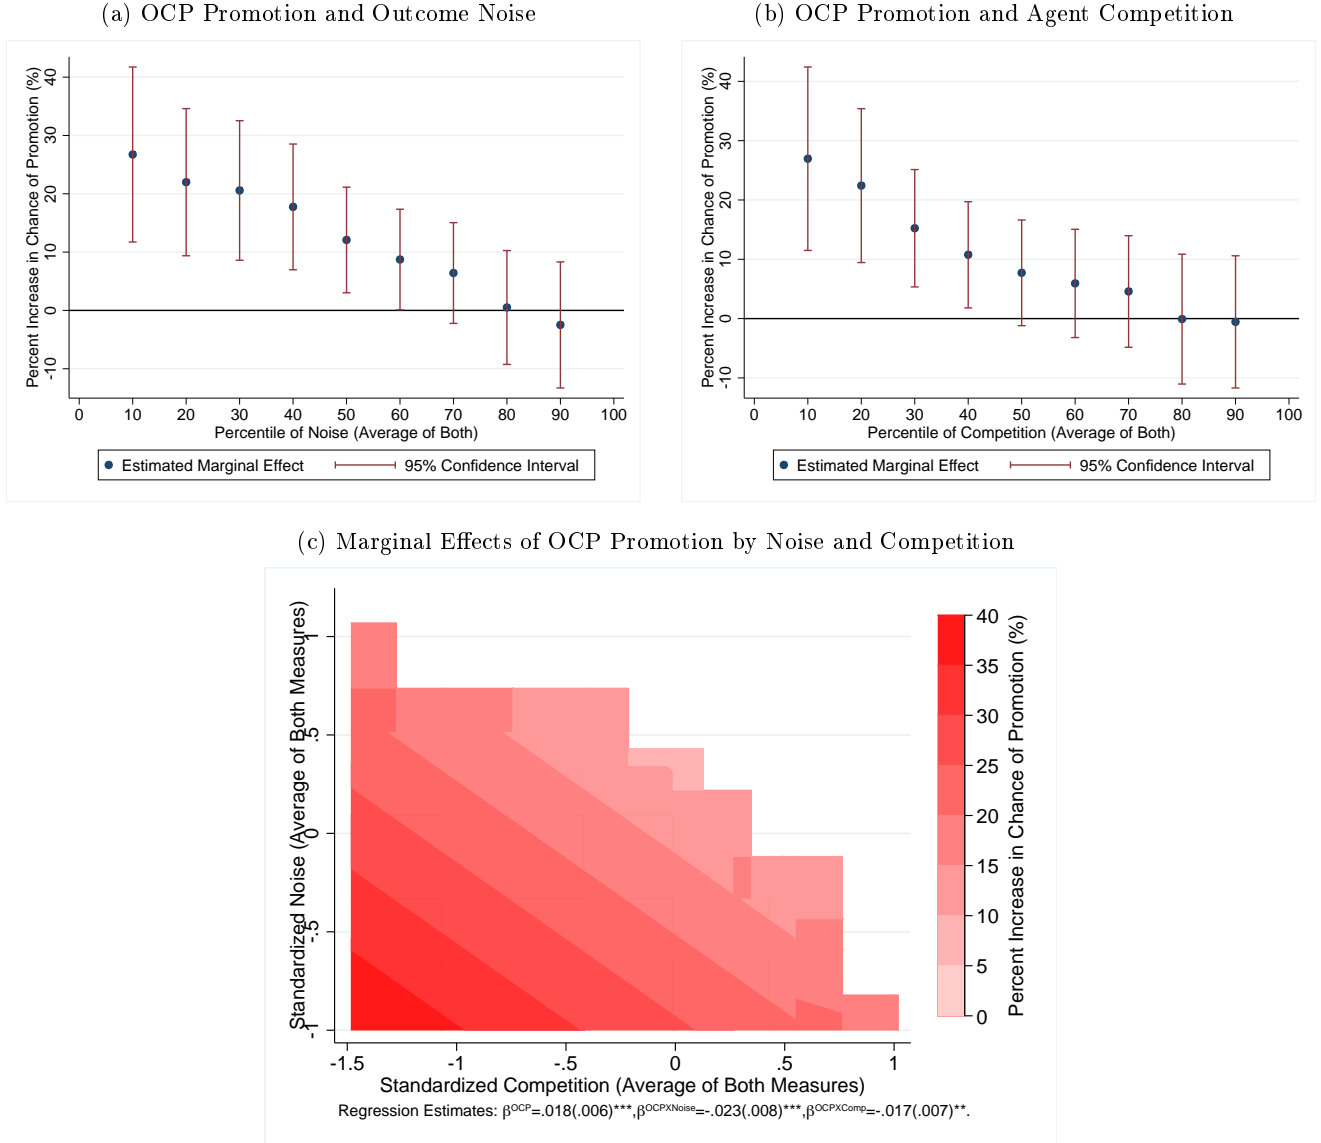 (a) OCP Promotion and Outcome Noise
Percent Increase in Chance of Promotion (%)
40
30
20
10
0
-10
0 10 20 30 40 50 60 70 80 90 100
Percentile of Noise (Average of Both)
Estimated Marginal Effect 95% Confidence Interval
(b) OCP Promotion and Agent Competition
Percent Increase in Chance of Promotion (%)
40
30
20
10
0
-10
0 10 20 30 40 50 60 70 80 90 100
Percentile of Competition (Average of Both)
Estimated Marginal Effect 95% Confidence Interval
(c) Marginal Effects of OCP Promotion by Noise and Competition
Standardized Noise (Average of Both Measures)
1
.5
0
-.5
-1
-1.5 -1 -.5 0 .5 1
Standardized Competition (Average of Both Measures)
40
35
30
25
20
15
10
5
0
Percent Increase in Chance of Promotion (%)
Regression Estimates: β^OCP=.018(.006)***,β^OCPXNoise=-.023(.008)***,β^OCPXComp=-.017(.007)**.